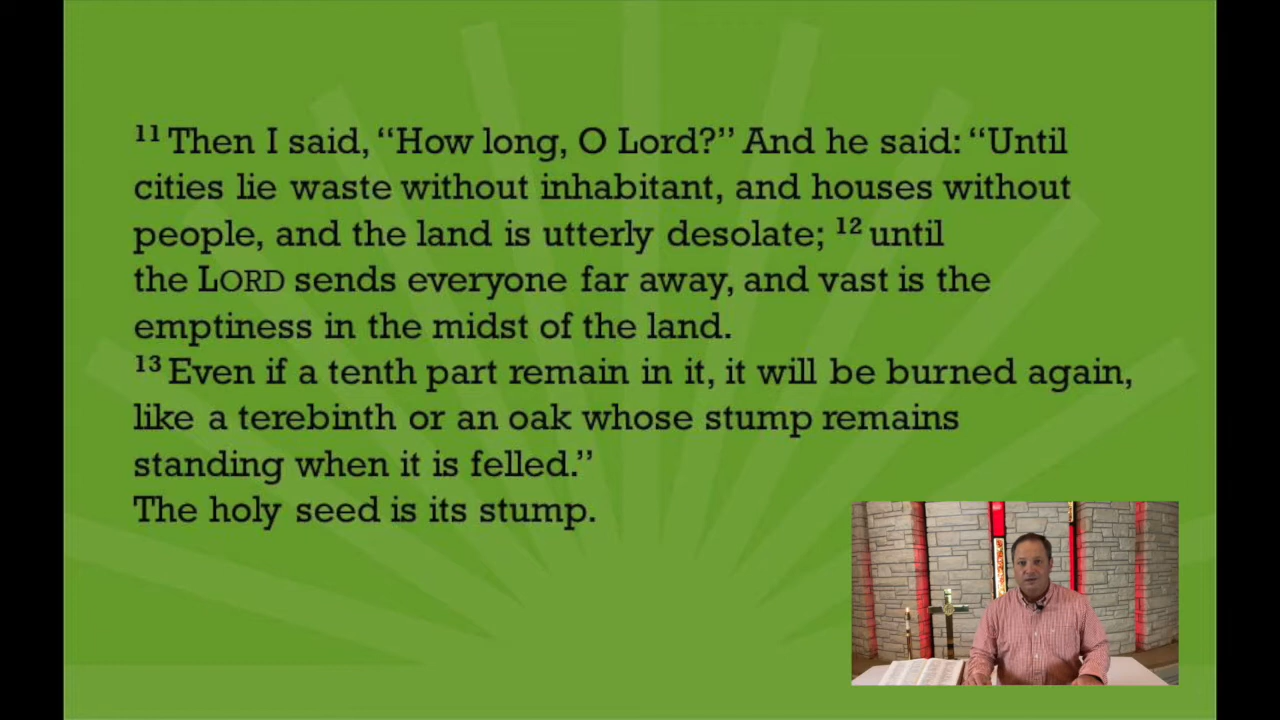 11 Then I said, “How long, O Lord?” And he said: “Until
cities lie waste without inhabitant, and houses without
people, and the land is utterly desolate; 12 until
the LORD sends everyone far away, and vast is the
emptiness in the midst of the land.
13 Even if a tenth part remain in it, it will be burned again,
like a terebinth or an oak whose stump remains
standing when it is felled.”
The holy seed is its stump.